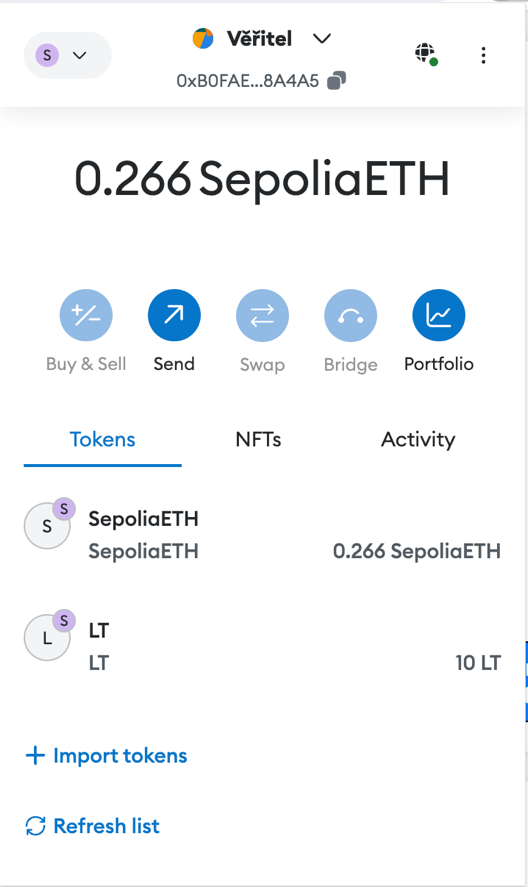 S
Věřitel
0xB0FAE...8A4A5
0.266 SepoliaETH
Buy & Sell
Send
Swap
Bridge
Portfolio
Tokens
NFTs
Activity
S
S
SepoliaETH
SepoliaETH
0.266 SepoliaETH
S
L
LT
LT
10 LT
+ Import tokens
Refresh list